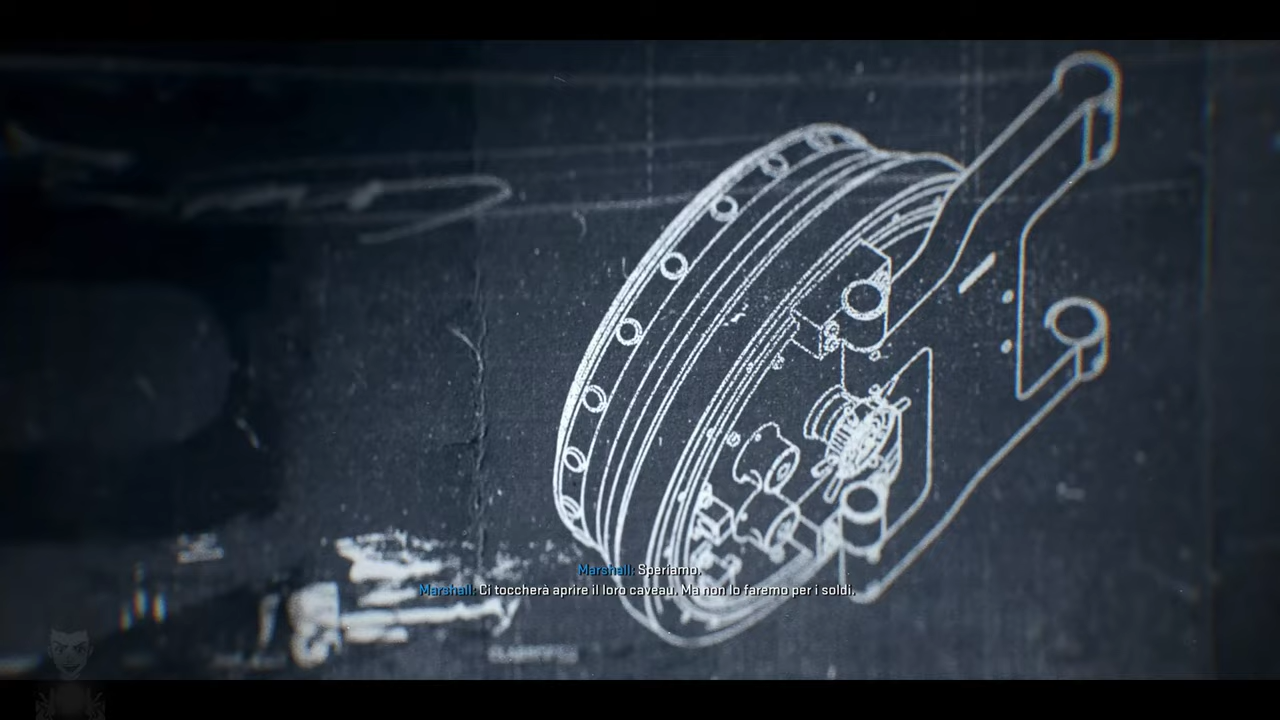 Marshall: Speriamo.
Marshall: Ci toccherà aprire il loro caveau. Ma non lo faremo per i soldi.